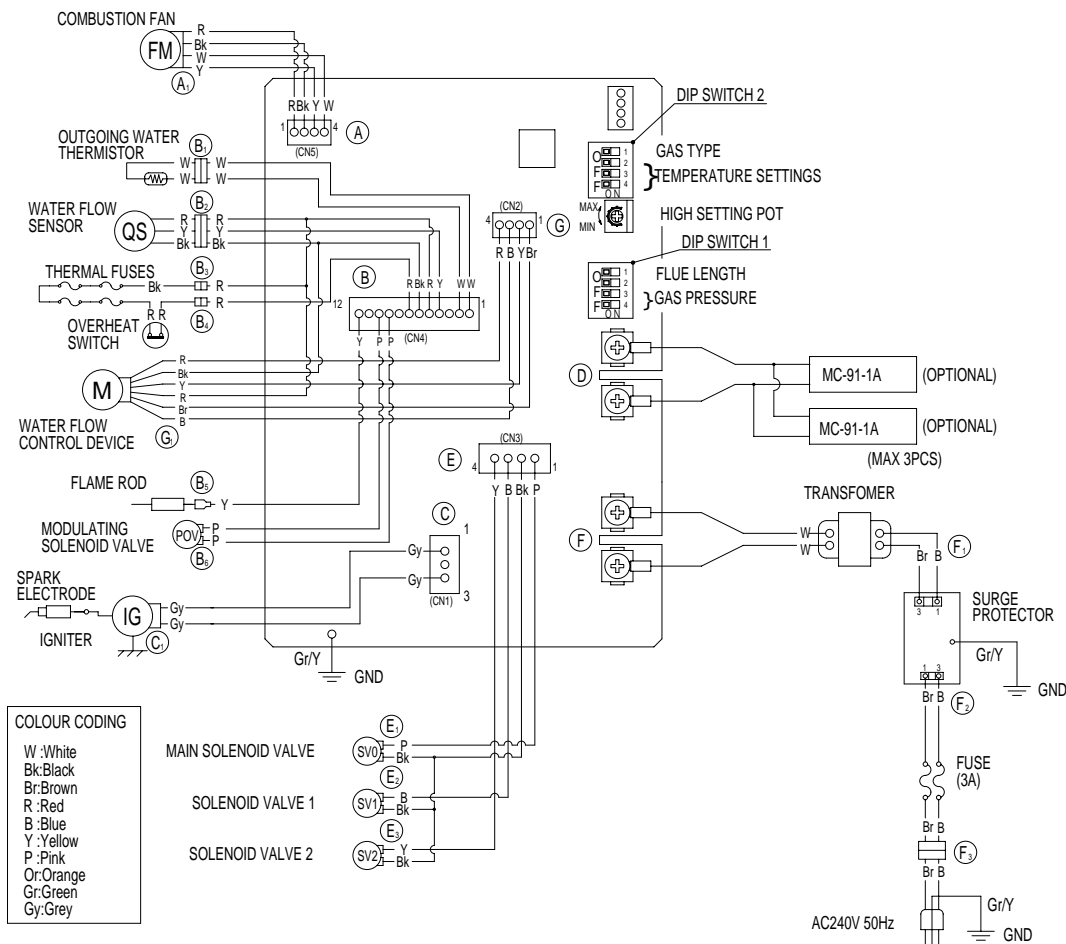 COMBUSTION FAN
FM
R
Bk
W
Y
A1
R Bk Y W
1
4
A
(CN5)
DIP SWITCH 2
GAS TYPE
TEMPERATURE SETTINGS
O
F
F
1
2
3
4
ON
MAX
MIN
HIGH SETTING POT
DIP SWITCH 1
FLUE LENGTH
GAS PRESSURE
O
F
F
1
2
3
4
ON
OUTGOING WATER
THERMISTOR
B1
W W
W W
WATER FLOW
SENSOR
QS
B2
R R
Y Y
Bk Bk
(CN2)
4
1
G
R B Y Br
THERMAL FUSES
B3
Bk
R
R
B4
R R
OVERHEAT
SWITCH
B
R Bk R Y W W
12
1
(CN4)
Y P P
M
R
Bk
Y
R
Br
B
WATER FLOW
CONTROL DEVICE
G1
D
MC-91-1A
(OPTIONAL)
MC-91-1A
(OPTIONAL)
(MAX 3PCS)
(CN3)
E
4
1
Y B Bk P
FLAME ROD
B5
Y
MODULATING
SOLENOID VALVE
POV
P
P
B6
C
1
Gy
Gy
(CN1)
3
SPARK
ELECTRODE
IGNITER
IG
Gy
Gy
C1
Gr/Y
GND
TRANSFOMER
F
W
W
Br B
F1
3 1
SURGE
PROTECTOR
Gr/Y
GND
1 3
Br B
F2
FUSE
(3A)
Br B
F3
Br B
Gr/Y
AC240V 50Hz
GND
MAIN SOLENOID VALVE
E1
SV0
P
Bk
SOLENOID VALVE 1
E2
SV1
B
Bk
SOLENOID VALVE 2
E3
SV2
Y
Bk
COLOUR CODING
W :White
Bk:Black
Br:Brown
R :Red
B :Blue
Y :Yellow
P :Pink
Or:Orange
Gr:Green
Gy:Grey